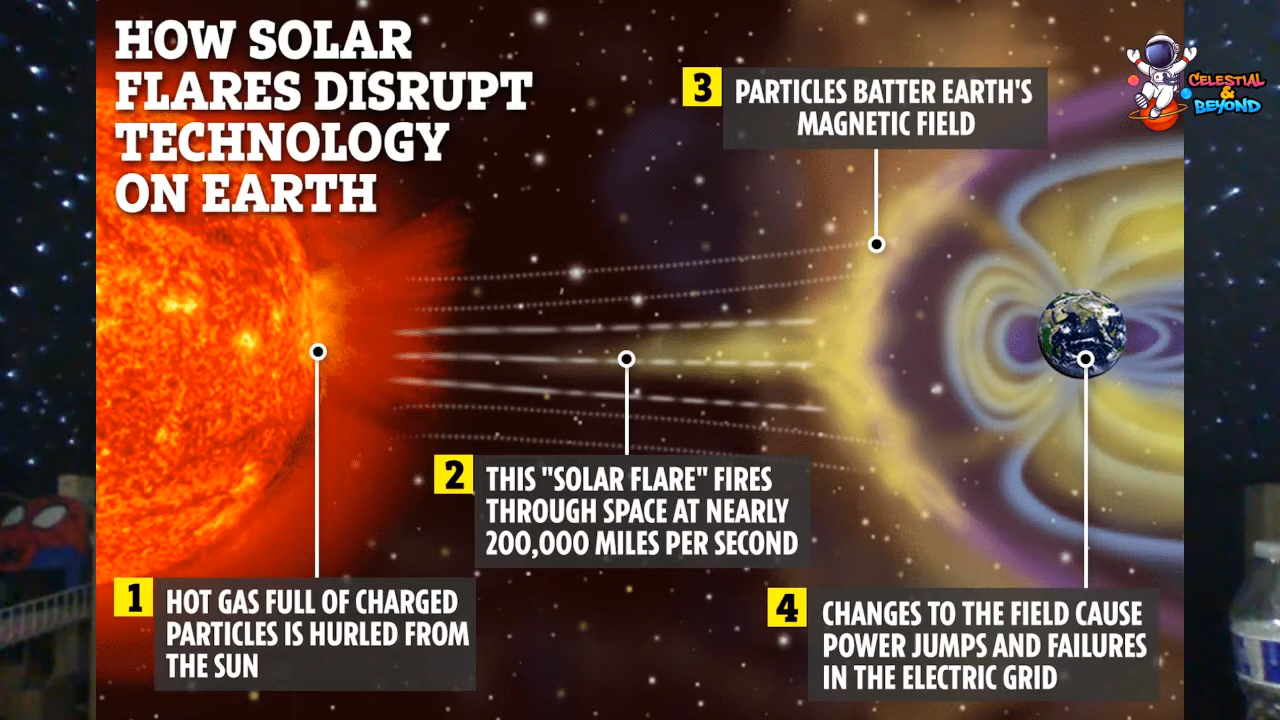 HOW SOLAR
FLARES DISRUPT
TECHNOLOGY
ON EARTH
3
PARTICLES BATTER EARTH'S
MAGNETIC FIELD
CELESTIAL
&
BEYOND
2
THIS "SOLAR FLARE" FIRES
THROUGH SPACE AT NEARLY
200,000 MILES PER SECOND
1
HOT GAS FULL OF CHARGED
PARTICLES IS HURLED FROM
THE SUN
4
CHANGES TO THE FIELD CAUSE
POWER JUMPS AND FAILURES
IN THE ELECTRIC GRID